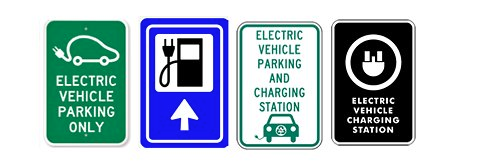 ELECTRIC
VEHICLE
PARKING
ONLY
ELECTRIC
VEHICLE
PARKING
AND
CHARGING
STATION
ELECTRIC
VEHICLE
CHARGING
STATION